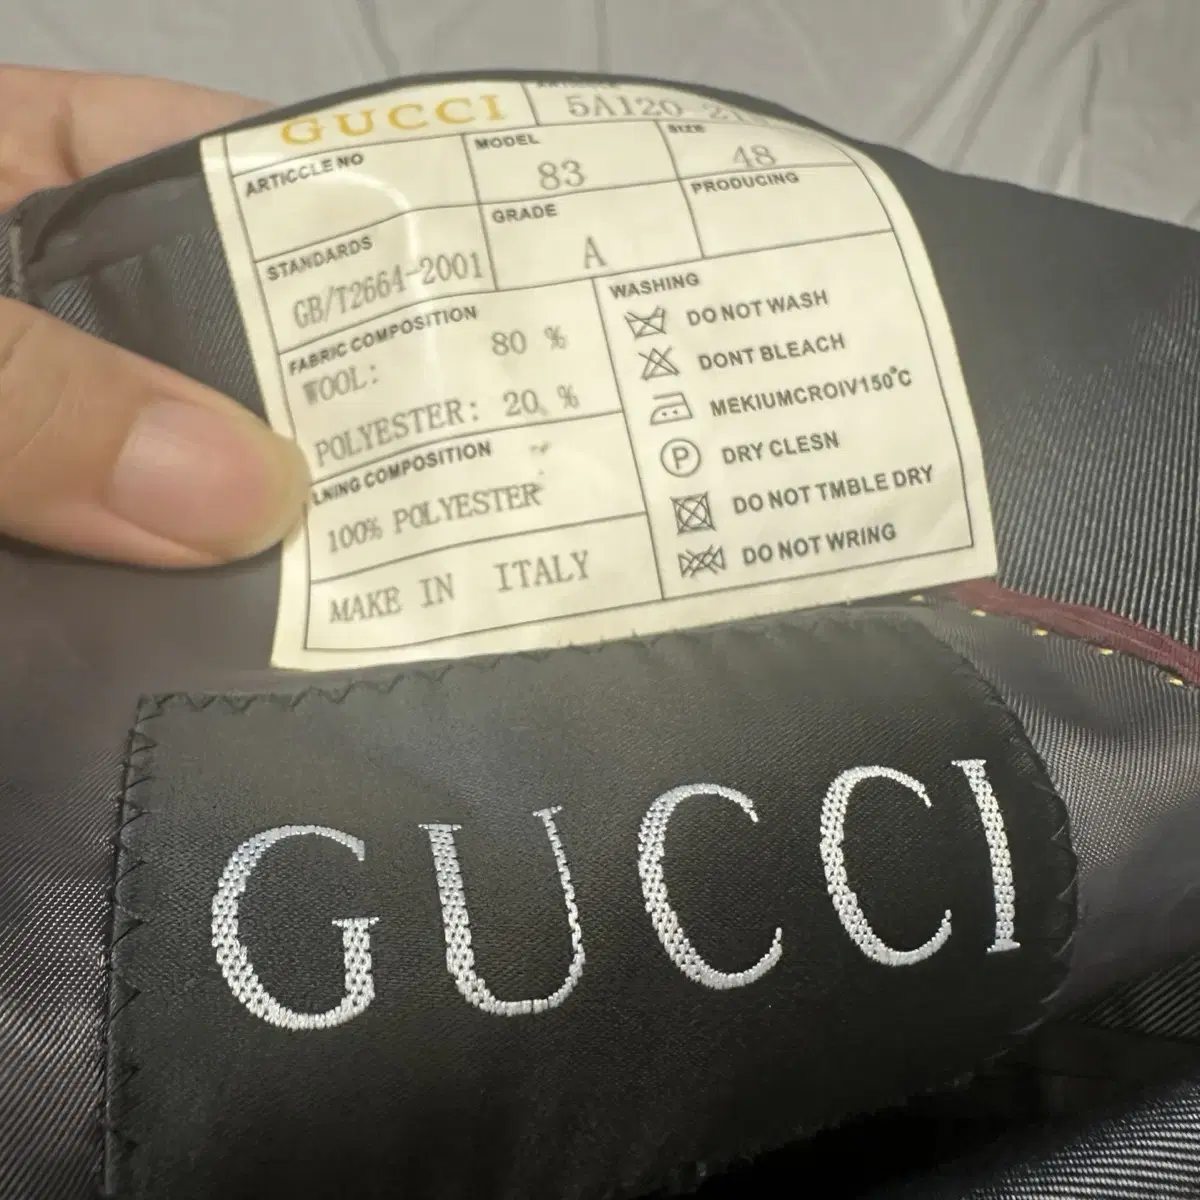 GUCCI
5A120-21
ARTICCLE NO
MODEL
83
SIZE
48
STANDARDS
GB/T2664-2001
GRADE
A
PRODUCING
FABRIC COMPOSITION
WOOL: 80 %
POLYESTER: 20 %
LNING COMPOSITION
100% POLYESTER
MAKE IN ITALY
WASHING
DO NOT WASH
DONT BLEACH
MEKIUMCROIV150°C
P DRY CLESN
DO NOT TMBLE DRY
DO NOT WRING
GUCCI